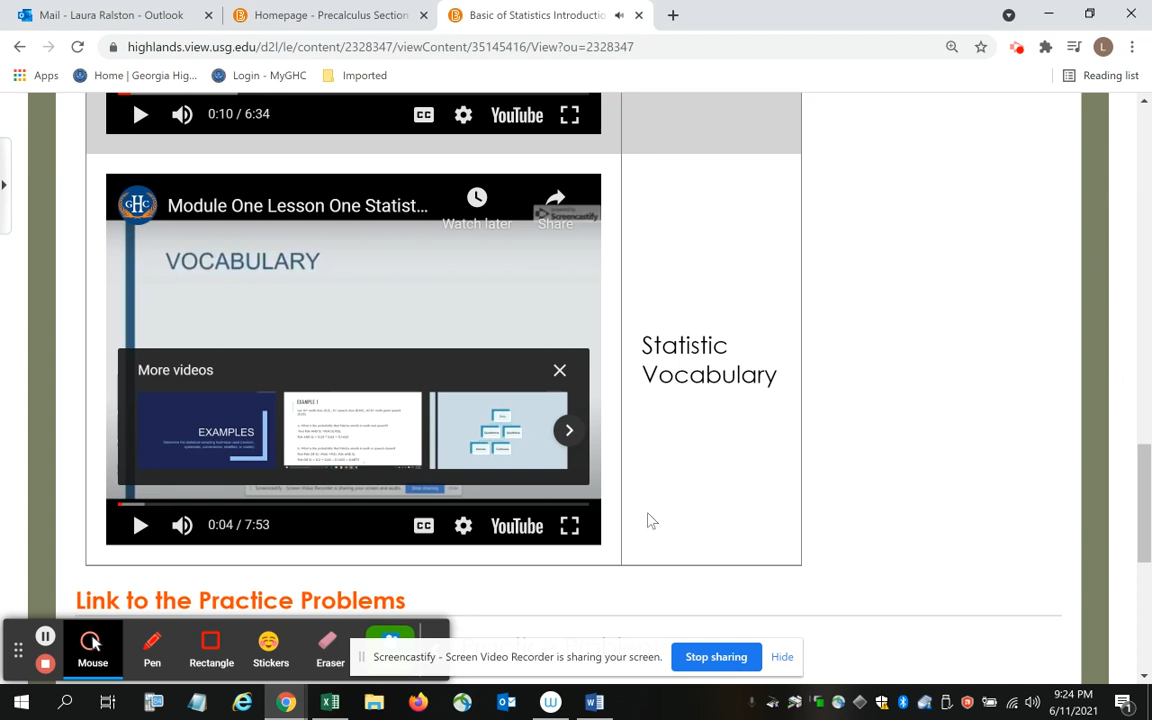 Mail - Laura Ralston - Outlook
Homepage - Precalculus Section
Basic of Statistics Introductio
highlands.view.usg.edu/d2l/le/content/2328347/viewContent/35145416/View?ou=2328347
L
Apps
Home | Georgia Hig...
Login - MyGHC
Imported
Reading list
0:10 / 6:34
CC
YouTube
GHC
Module One Lesson One Statist...
Watch later
Share
Screencastify
VOCABULARY
Statistic
Vocabulary
More videos
EXAMPLES
EXAMPLE 1
0:04 / 7:53
CC
YouTube
Link to the Practice Problems
Mouse
Pen
Rectangle
Stickers
Eraser
Screencastify - Screen Video Recorder is sharing your screen.
Stop sharing
Hide
9:24 PM
6/11/2021